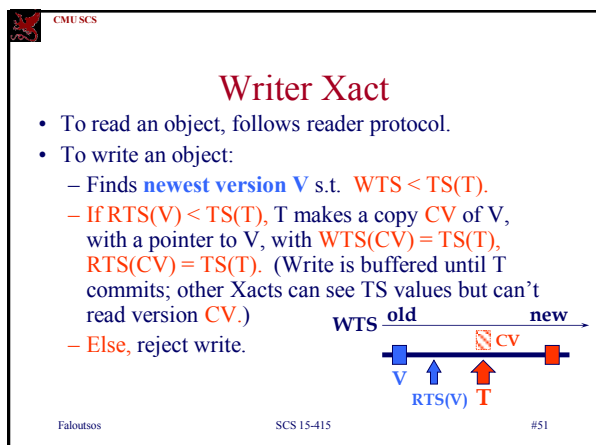 CMU SCS
Writer Xact
• To read an object, follows reader protocol.
• To write an object:
– Finds newest version V s.t. WTS < TS(T).
– If RTS(V) < TS(T), T makes a copy CV of V,
with a pointer to V, with WTS(CV) = TS(T),
RTS(CV) = TS(T). (Write is buffered until T
commits; other Xacts can see TS values but can't
read version CV.)
– Else, reject write.
WTS old new
CV
V
RTS(V) T
Faloutsos SCS 15-415 #51